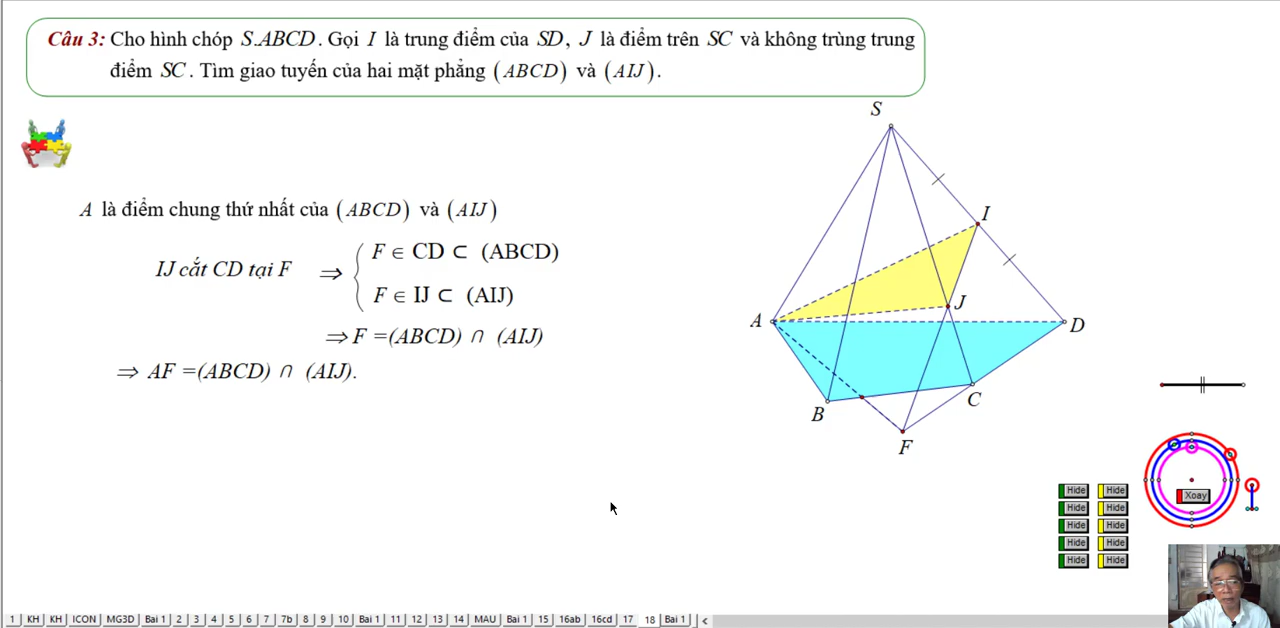 Câu 3: Cho hình chóp S.ABCD. Gọi I là trung điểm của SD, J là điểm trên SC và không trùng trung
điểm SC. Tìm giao tuyến của hai mặt phẳng (ABCD) và (AIJ).
S
A là điểm chung thứ nhất của (ABCD) và (AIJ)
I
F ∈ CD ⊂ (ABCD)
IJ cắt CD tại F ⇒
F ∈ IJ ⊂ (AIJ)
J
A
D
⇒ F =(ABCD) ∩ (AIJ)
⇒ AF =(ABCD) ∩ (AIJ).
B
C
F
Hide Hide
Xoay
Hide Hide
Hide Hide
Hide Hide
Hide Hide
1 KH KH ICON MG3D Bai 1 2 3 4 5 6 7 7b 8 9 10 Bai 1 11 12 13 14 MAU Bai 1 15 16ab 16cd 17 18 Bai 1 <